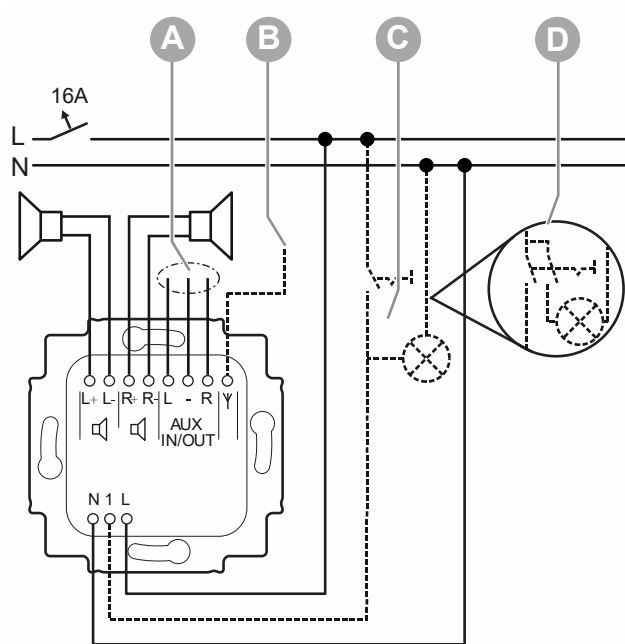 A B C D
16A
L
N
L+ L- R+ R- L - R
AUX
IN/OUT
N 1 L